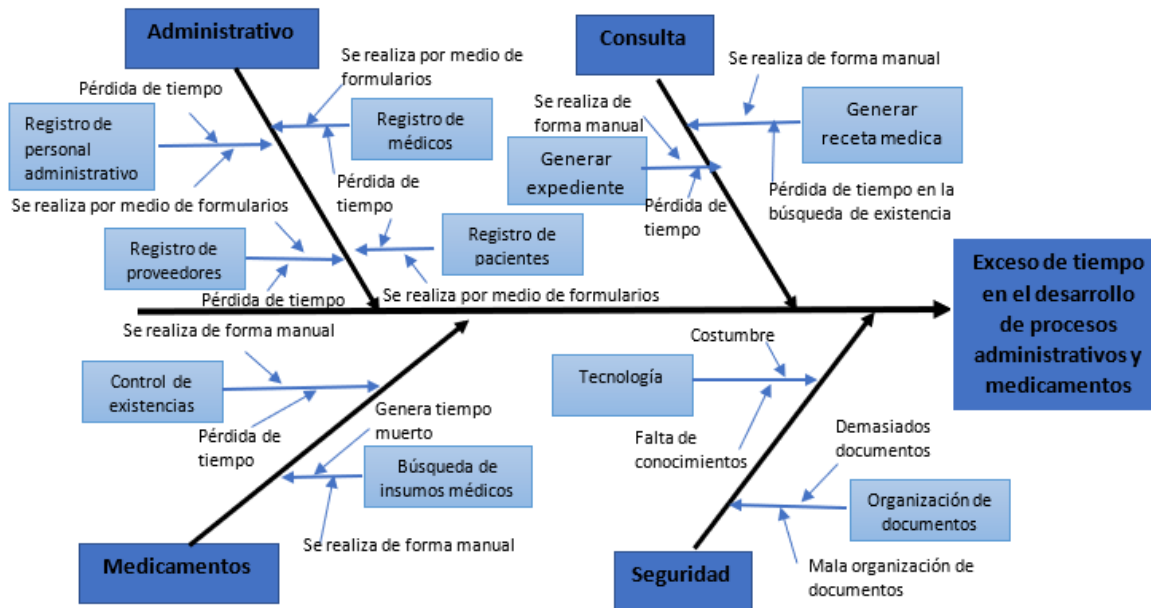 Administrativo
Consulta
Se realiza por medio de
formularios
Pérdida de tiempo
Registro de
personal
administrativo
Registro de
médicos
Se realiza por medio de formularios
Pérdida de
tiempo
Registro de
proveedores
Registro de
pacientes
Pérdida de tiempo
Se realiza por medio de formularios
Se realiza de forma manual
Se realiza de
forma manual
Generar
receta medica
Generar
expediente
Pérdida de
tiempo
Pérdida de tiempo en la
búsqueda de existencia
Exceso de tiempo
en el desarrollo
de procesos
administrativos y
medicamentos
Se realiza de forma manual
Control de
existencias
Pérdida de
tiempo
Genera tiempo
muerto
Búsqueda de
insumos médicos
Se realiza de forma manual
Medicamentos
Costumbre
Tecnología
Falta de
conocimientos
Demasiados
documentos
Organización de
documentos
Mala organización de
documentos
Seguridad